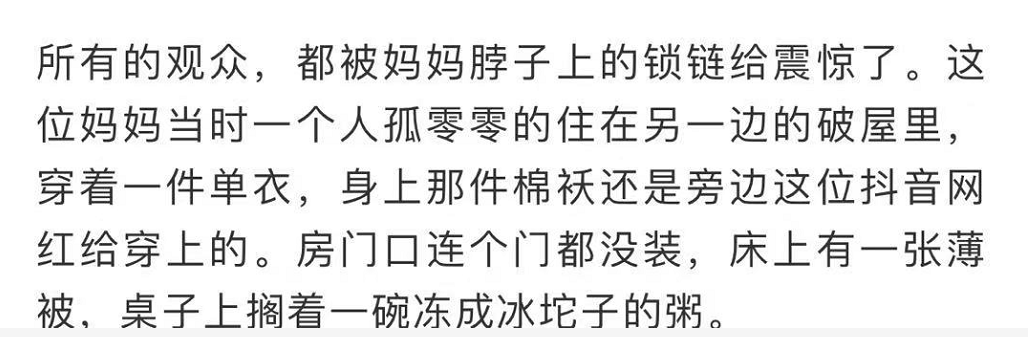 所有的观众，都被妈妈脖子上的锁链给震惊了。这
位妈妈当时一个人孤零零的住在另一边的破屋里，
穿着一件单衣，身上那件棉袄还是旁边这位抖音网
红给穿上的。房门口连个门都没装，床上有一张薄
被，桌子上搁着一碗冻成冰坨子的粥。